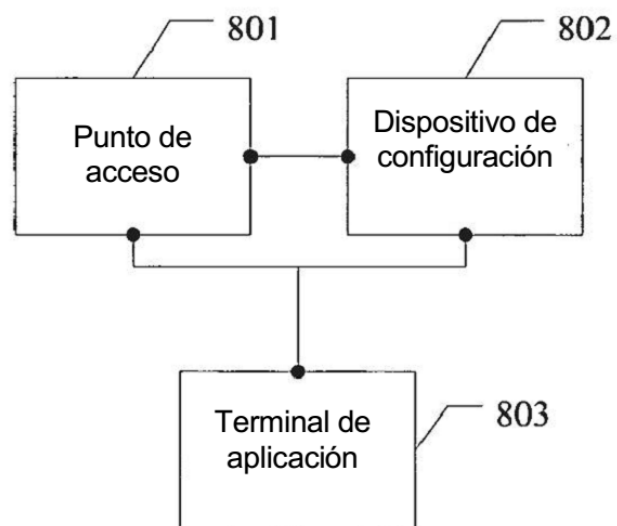 801
802
Punto de
acceso
Dispositivo de
configuración
803
Terminal de
aplicación